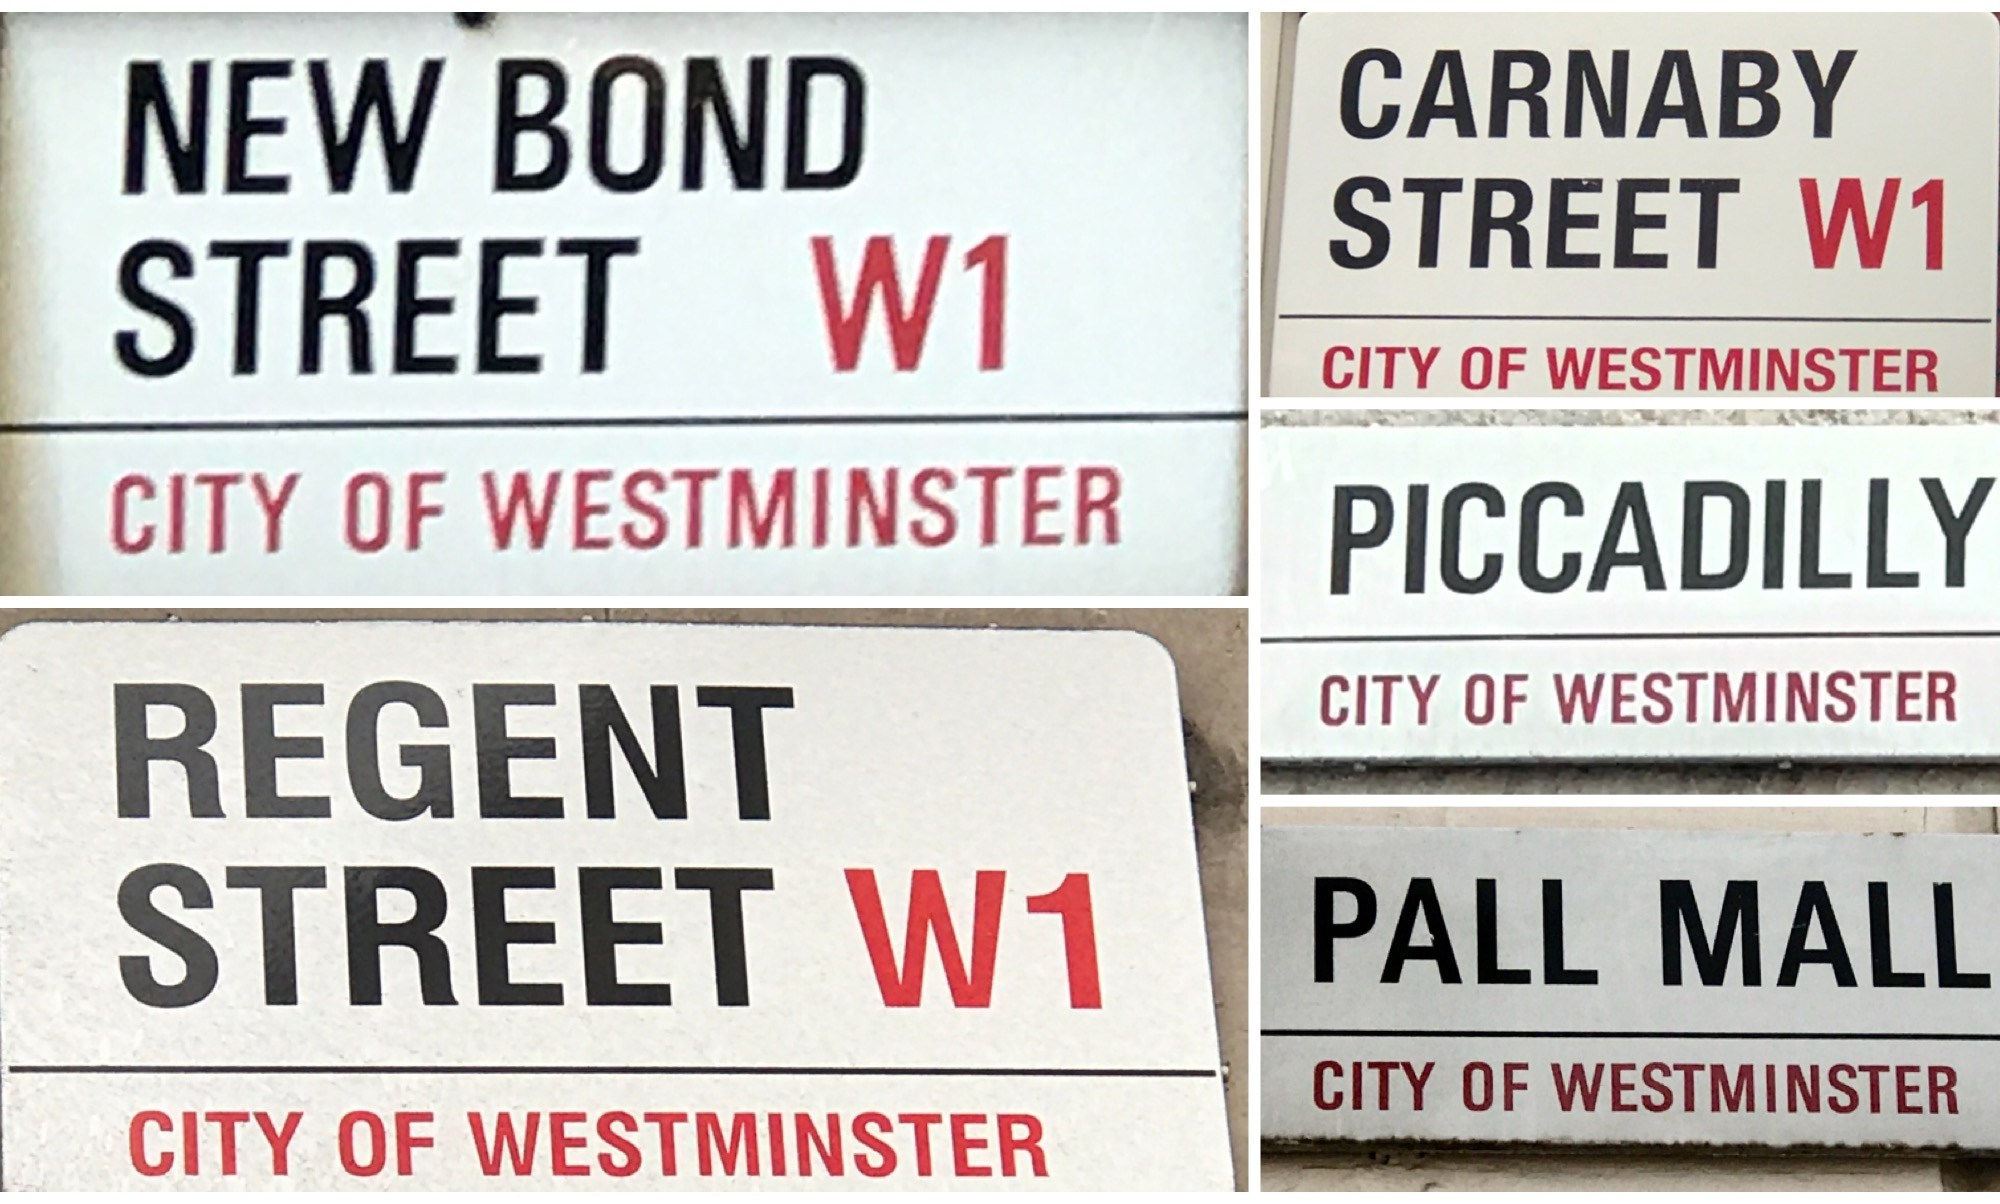 NEW BOND
STREET W1
CITY OF WESTMINSTER
REGENT
STREET W1
CITY OF WESTMINSTER
CARNABY
STREET W1
CITY OF WESTMINSTER
PICCADILLY
CITY OF WESTMINSTER
PALL MALL
CITY OF WESTMINSTER